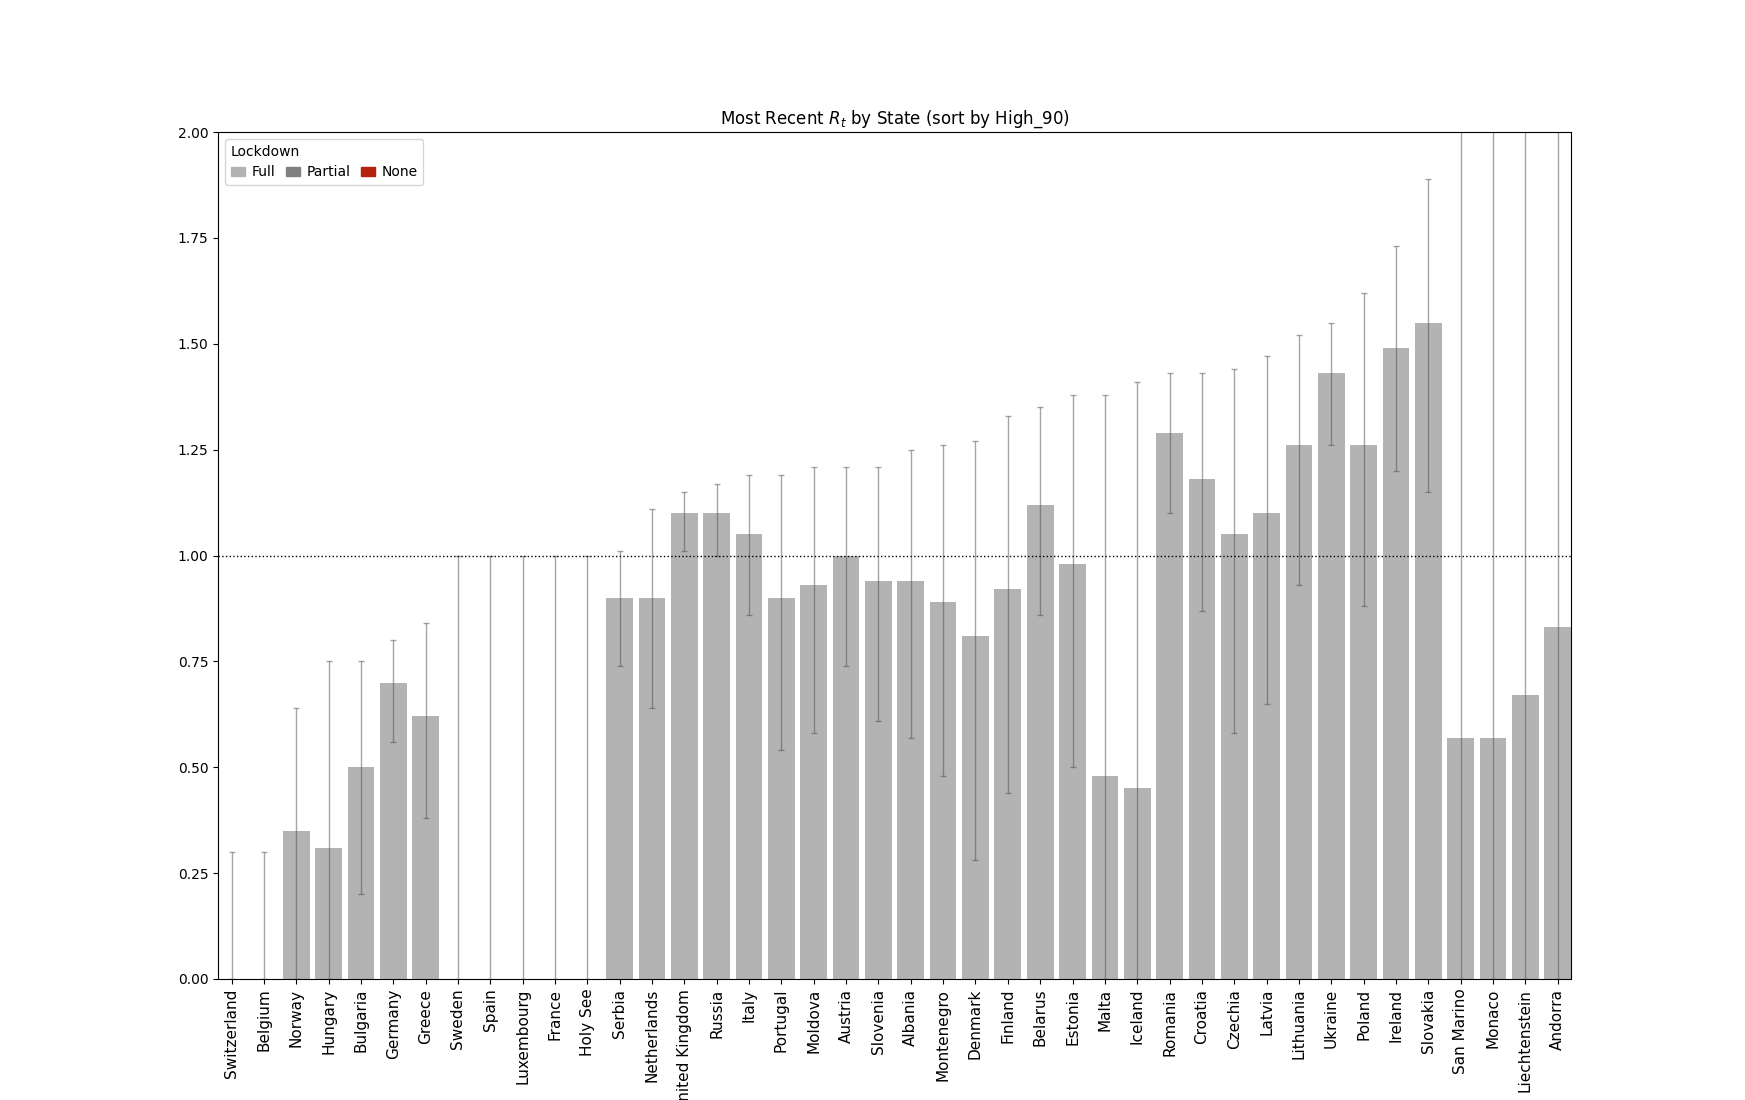 Most Recent Rt by State (sort by High_90)
Lockdown
Full Partial None
2.00
1.75
1.50
1.25
1.00
0.75
0.50
0.25
0.00
Switzerland
Belgium
Norway
Hungary
Bulgaria
Germany
Greece
Sweden
Spain
Luxembourg
France
Holy See
Serbia
Netherlands
nited Kingdom
Russia
Italy
Portugal
Moldova
Austria
Slovenia
Albania
Montenegro
Denmark
Finland
Belarus
Estonia
Malta
Iceland
Romania
Croatia
Czechia
Latvia
Lithuania
Ukraine
Poland
Ireland
Slovakia
San Marino
Monaco
Liechtenstein
Andorra